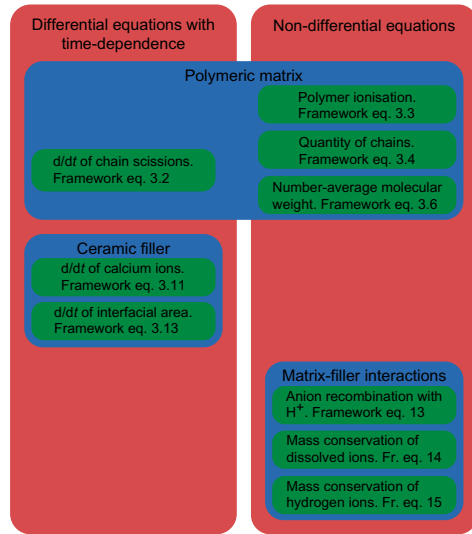 Differential equations with
time-dependence
Non-differential equations
Polymeric matrix
Polymer ionisation.
Framework eq. 3.3
Quantity of chains.
Framework eq. 3.4
d/dt of chain scissions.
Framework eq. 3.2
Number-average molecular
weight. Framework eq. 3.6
Ceramic filler
d/dt of calcium ions.
Framework eq. 3.11
d/dt of interfacial area.
Framework eq. 3.13
Matrix-filler interactions
Anion recombination with
H⁺. Framework eq. 13
Mass conservation of
dissolved ions. Fr. eq. 14
Mass conservation of
hydrogen ions. Fr. eq. 15